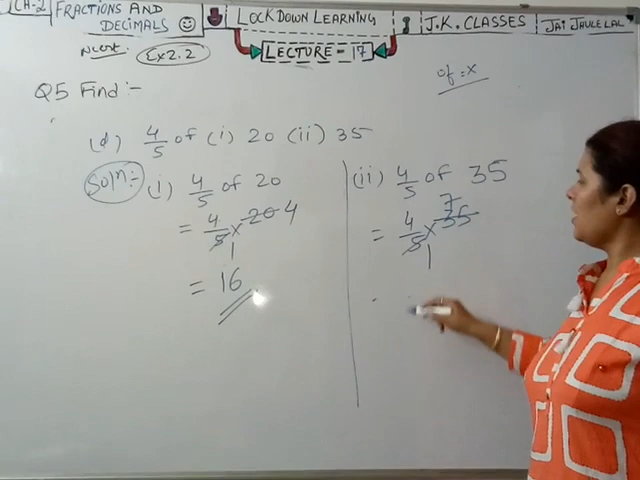 CH-2 FRACTIONS AND DECIMALS ☺ LOCKDOWN LEARNING J.K. CLASSES JAI JHULELAL
NCERT. Ex 2.2 LECTURE - 17
of = x
Q5 Find :-
(d) 4/5 of (i) 20 (ii) 35
Soln: (i) 4/5 of 20
= 4/5 x 20 4
1
= 16
(ii) 4/5 of 35
7
= 4/5 x 35
1